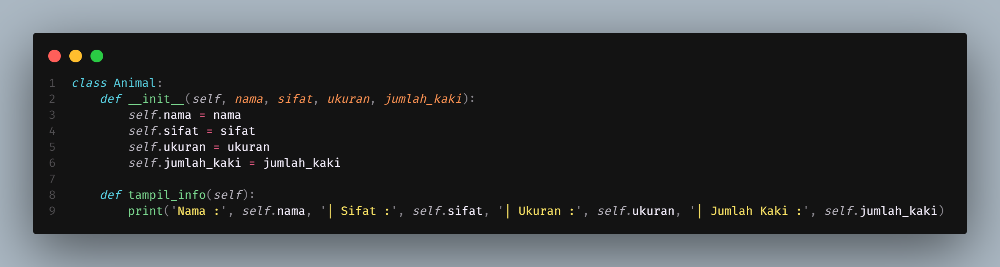 1 class Animal:
2     def __init__(self, nama, sifat, ukuran, jumlah_kaki):
3         self.nama = nama
4         self.sifat = sifat
5         self.ukuran = ukuran
6         self.jumlah_kaki = jumlah_kaki
7
8     def tampil_info(self):
9         print('Nama :', self.nama, '| Sifat :', self.sifat, '| Ukuran :', self.ukuran, '| Jumlah Kaki :', self.jumlah_kaki)